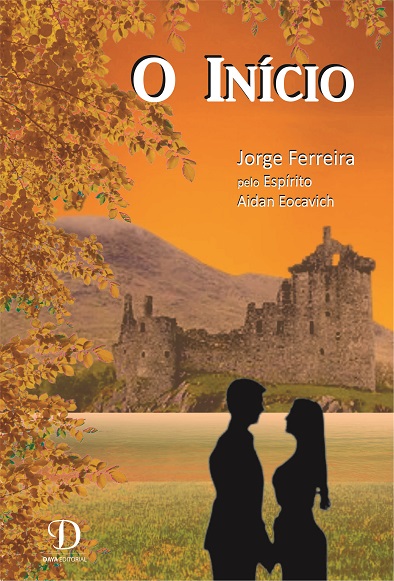 O INÍCIO
Jorge Ferreira
pelo Espírito
Aidan Eocavich
D
DAYA EDITORIAL